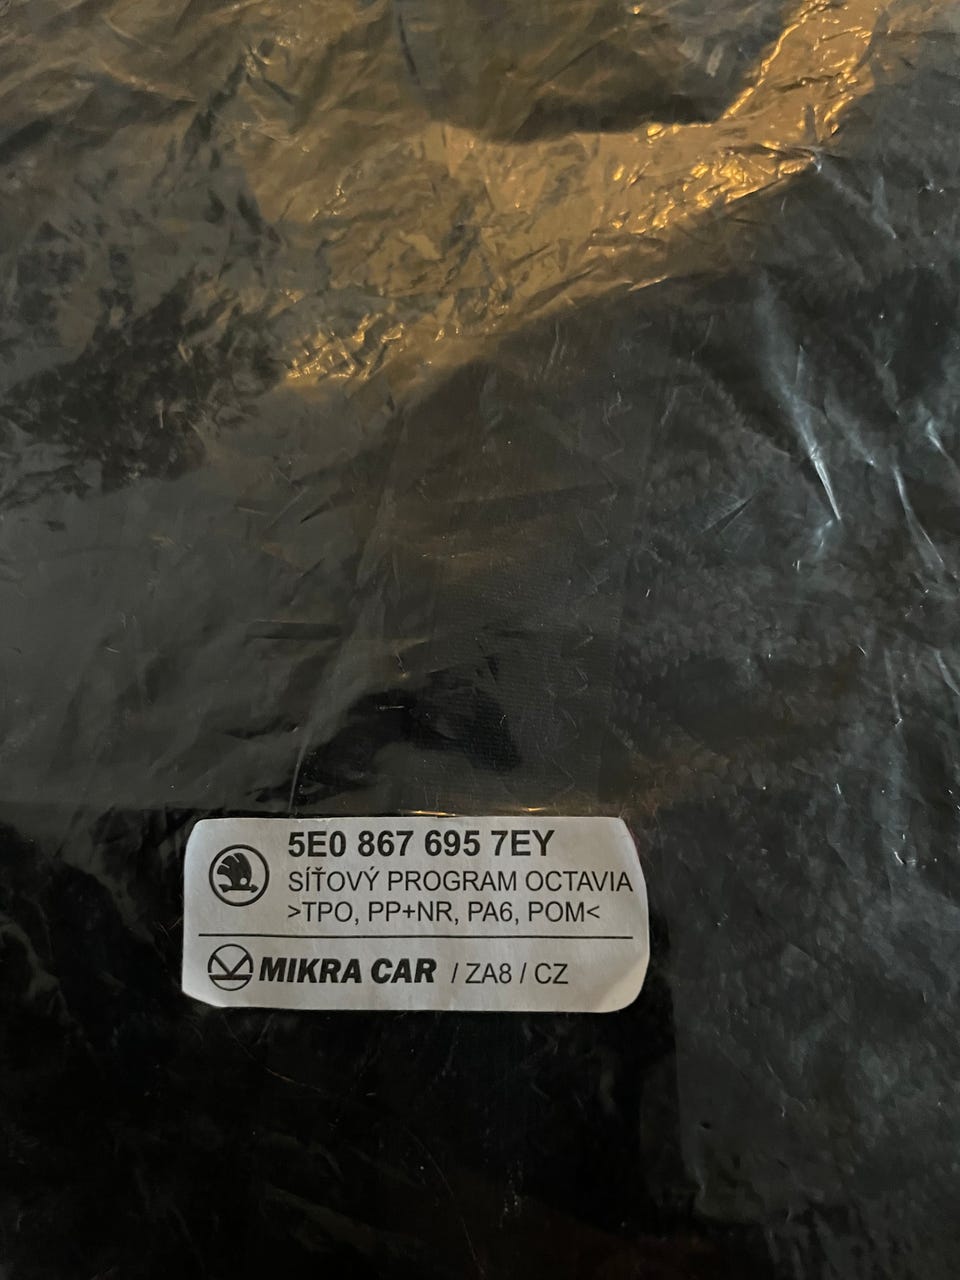 5E0 867 695 7EY
SÍŤOVÝ PROGRAM OCTAVIA
>TPO, PP+NR, PA6, POM<
MIKRA CAR / ZA8 / CZ